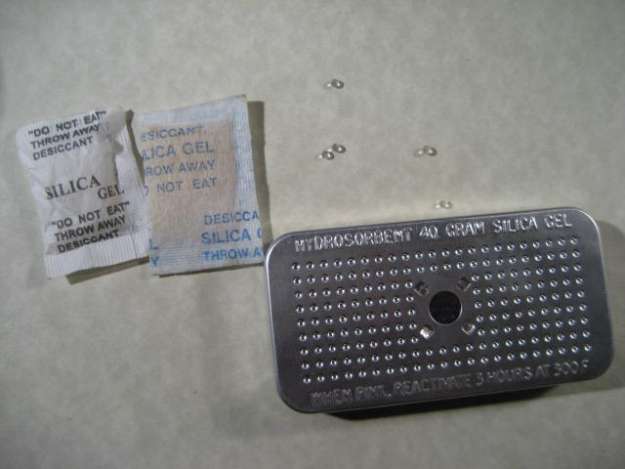 "DO NOT EAT"
THROW AWAY
DESICCANT
SILICA
GEL
"DO NOT EAT"
THROW AWAY
DESICCANT
ESICCANT
LICA GEL
ROW AWAY
O NOT EAT
DESICCA
SILICA G
THROW A
L
Y
HYDROSORBENT 40 GRAM SILICA GEL
WHEN PINK, REACTIVATE 3 HOURS AT 300 F